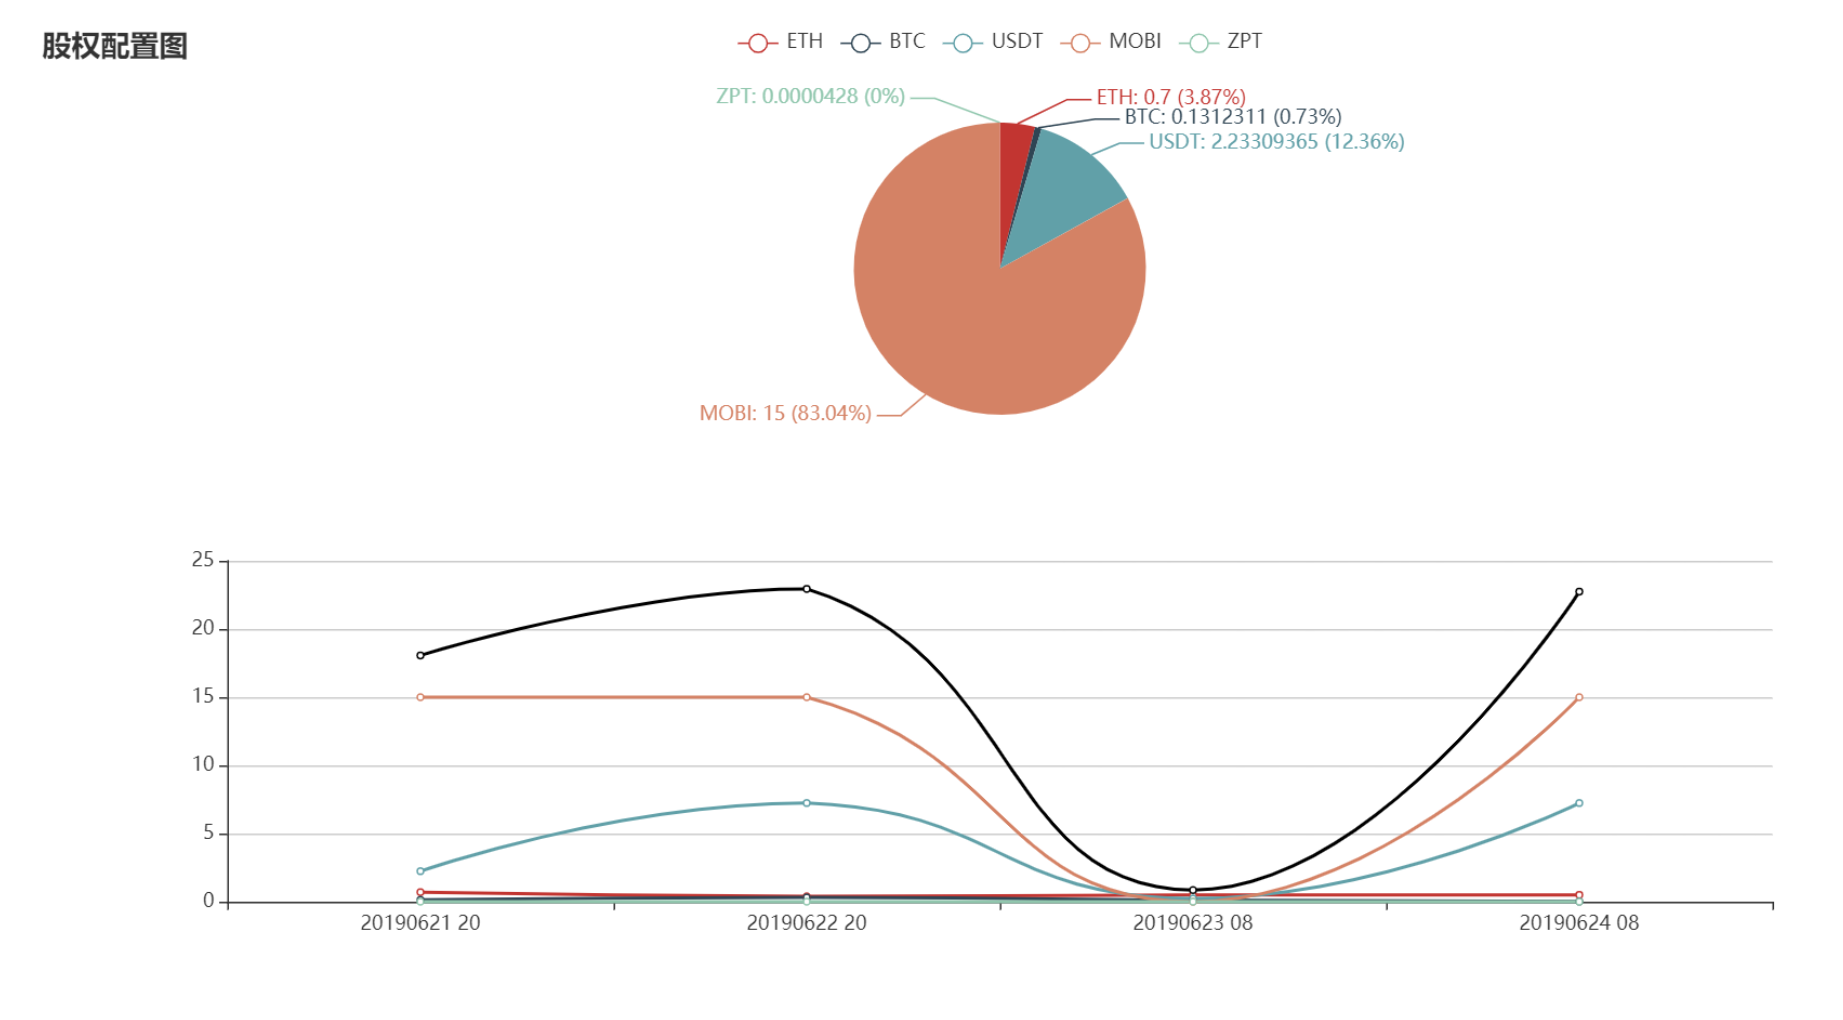 股权配置图
ETH BTC USDT MOBI ZPT
ZPT: 0.0000428 (0%)
ETH: 0.7 (3.87%)
BTC: 0.1312311 (0.73%)
USDT: 2.23309365 (12.36%)
MOBI: 15 (83.04%)
25
20
15
10
5
0
20190621 20 20190622 20 20190623 08 20190624 08